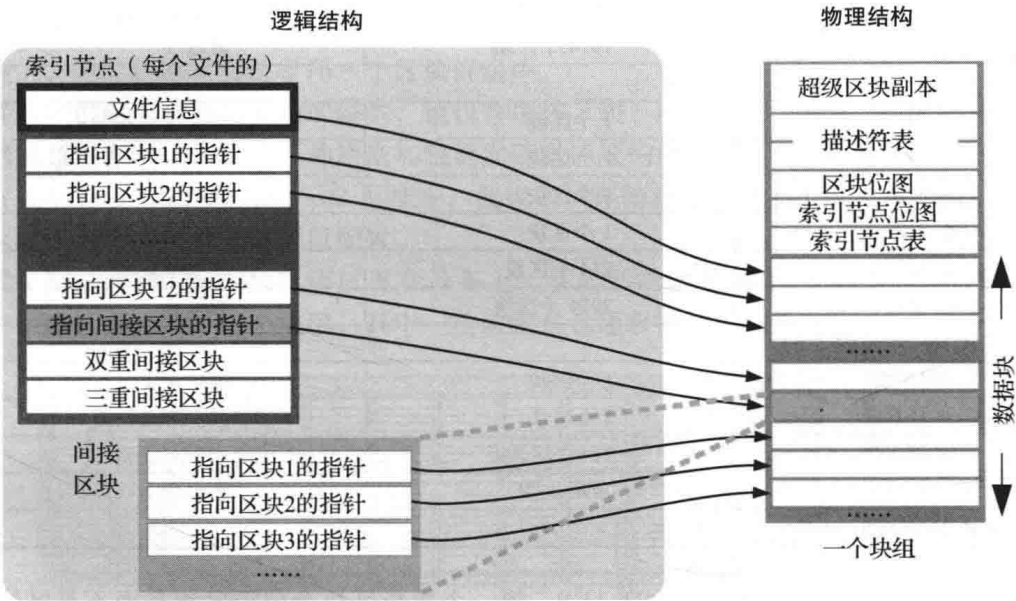 逻辑结构
物理结构
索引节点（每个文件的）
文件信息
指向区块1的指针
指向区块2的指针
……
指向区块12的指针
指向间接区块的指针
双重间接区块
三重间接区块
间接
区块
指向区块1的指针
指向区块2的指针
指向区块3的指针
……
超级区块副本
描述符表
区块位图
索引节点位图
索引节点表
……
……
数据块
一个块组